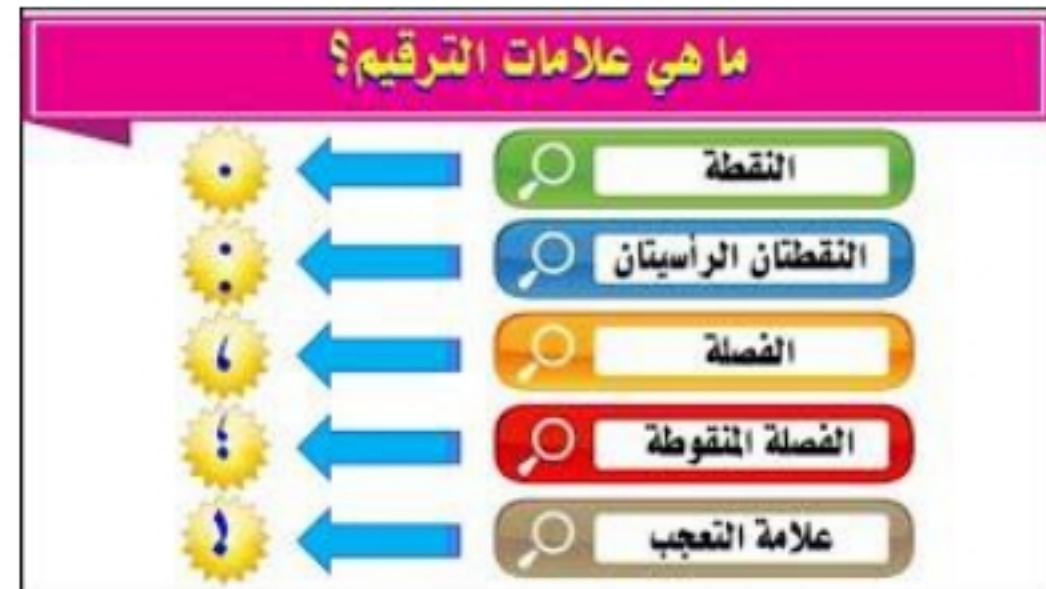 ما هي علامات الترقيم؟
النقطة .
النقطتان الرأسيتان :
الفصلة ،
الفصلة المنقوطة ؛
علامة التعجب !